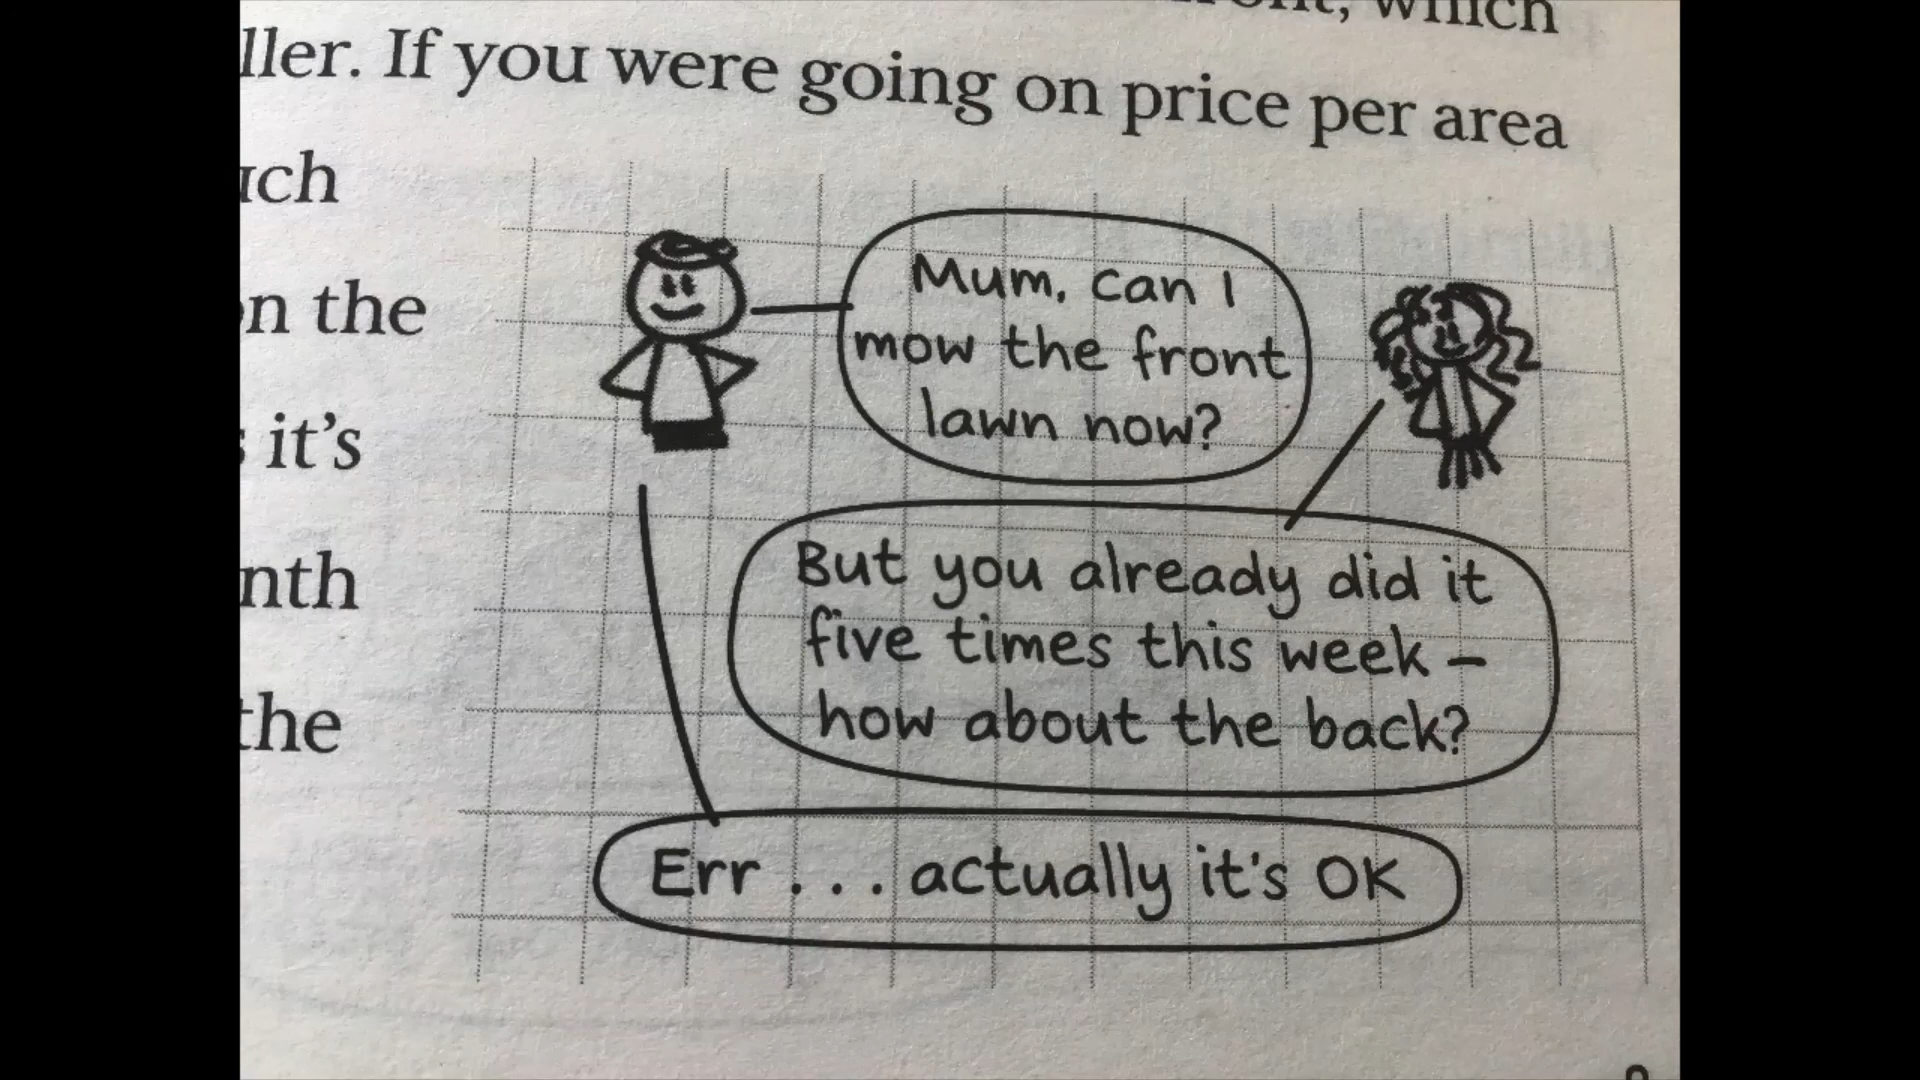 which
ller. If you were going on price per area
ch
n the
it's
nth
the
Mum, can I
mow the front
lawn now?
But you already did it
five times this week –
how about the back?
Err . . . actually it's OK